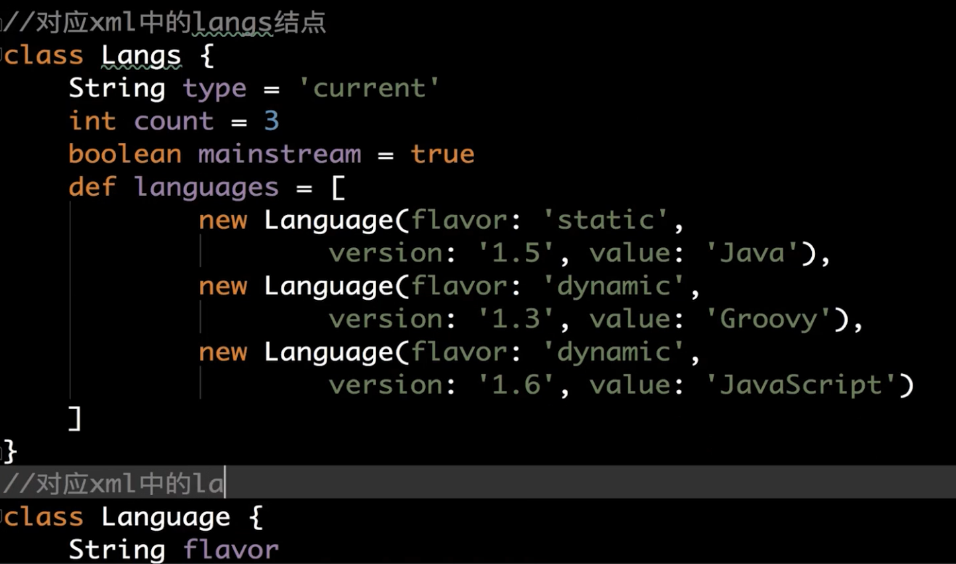 //对应xml中的langs结点
class Langs {
    String type = 'current'
    int count = 3
    boolean mainstream = true
    def languages = [
            new Language(flavor: 'static',
                    version: '1.5', value: 'Java'),
            new Language(flavor: 'dynamic',
                    version: '1.3', value: 'Groovy'),
            new Language(flavor: 'dynamic',
                    version: '1.6', value: 'JavaScript')
    ]
}
//对应xml中的la
class Language {
    String flavor